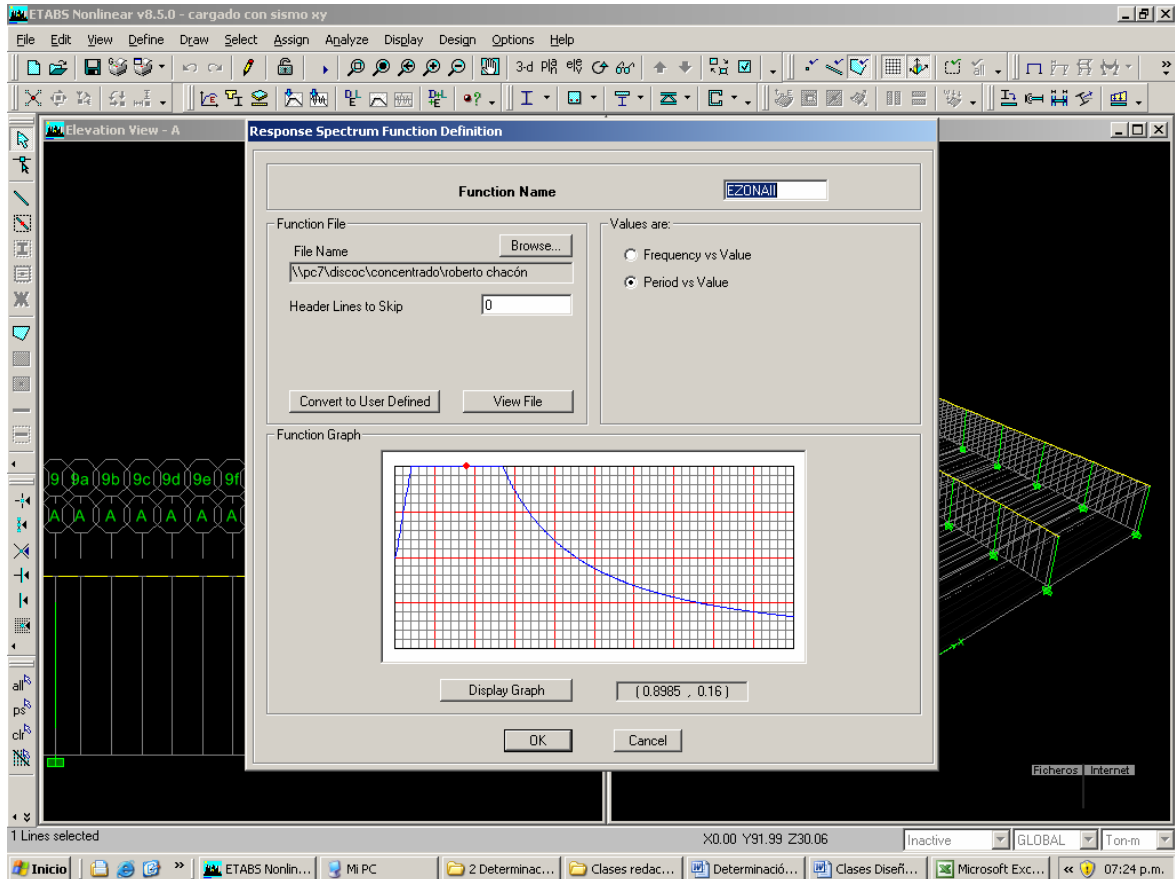 ETABS Nonlinear v8.5.0 - cargado con sismo xy
File Edit View Define Draw Select Assign Analyze Display Design Options Help
3-d
Elevation View - A
Response Spectrum Function Definition
Function Name
EZONAII
Function File
Values are:
File Name
Browse...
Frequency vs Value
\\pc7\discoc\concentrado\roberto chacón
Period vs Value
Header Lines to Skip
0
Convert to User Defined
View File
Function Graph
9 9a 9b 9c 9d 9e 9f
A A A A A A A
all
ps
clr
Display Graph
(0.8985 , 0.16 )
OK
Cancel
Ficheros Internet
1 Lines selected
X0.00 Y91.99 Z30.06
Inactive
GLOBAL
Ton-m
Inicio
ETABS Nonlin...
Mi PC
2 Determinac...
Clases redac...
Determinació...
Clases Diseñ...
Microsoft Exc...
07:24 p.m.